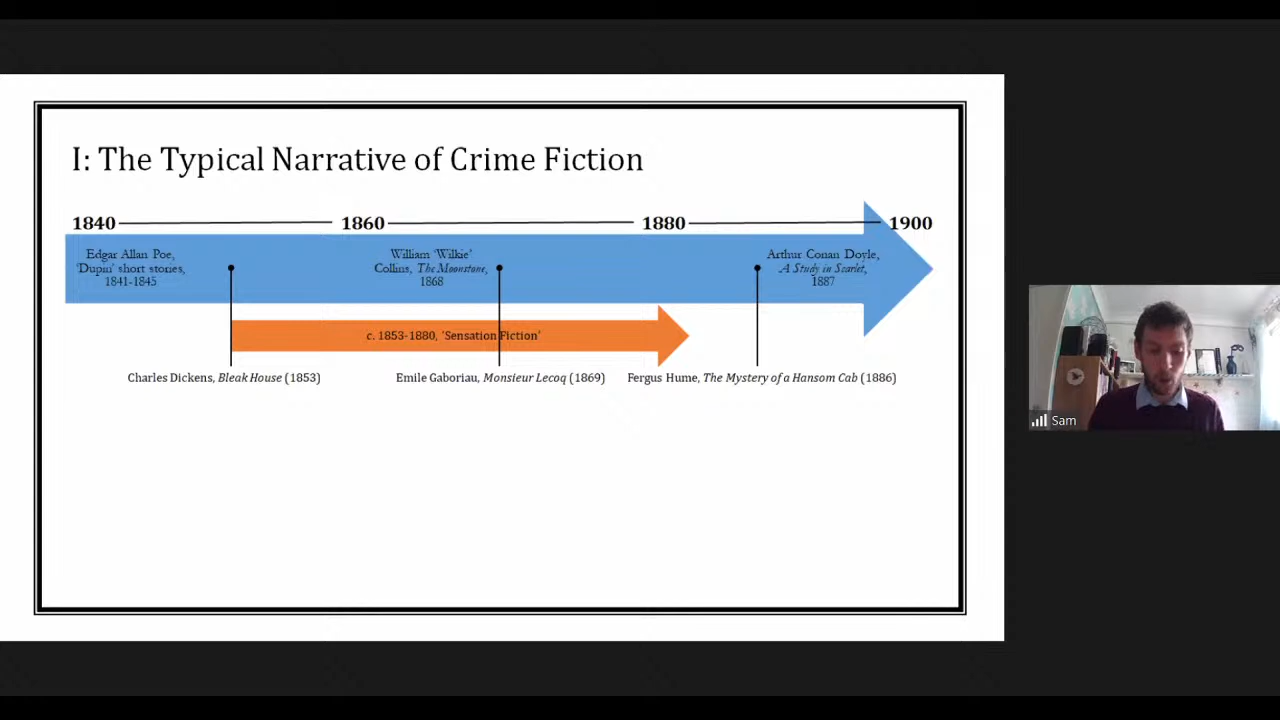 I: The Typical Narrative of Crime Fiction
1840 1860 1880 1900
Edgar Allan Poe,
'Dupin' short stories,
1841-1845
William 'Wilkie'
Collins, The Moonstone,
1868
Arthur Conan Doyle,
A Study in Scarlet,
1887
c. 1853-1880, 'Sensation Fiction'
Charles Dickens, Bleak House (1853)
Emile Gaboriau, Monsieur Lecoq (1869)
Fergus Hume, The Mystery of a Hansom Cab (1886)
Sam